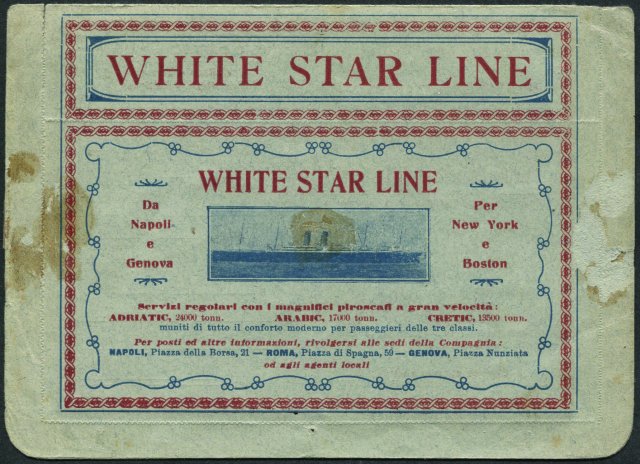 WHITE STAR LINE
WHITE STAR LINE
Da
Napoli
e
Genova
Per
New York
e
Boston
Servizi regolari con i magnifici piroscafi a gran velocità:
ADRIATIC, 24000 tonn. ARABIC, 17000 tonn. CRETIC, 13500 tonn.
muniti di tutto il conforto moderno per passeggieri delle tre classi.
Per posti ed altre informazioni, rivolgersi alle sedi della Compagnia:
NAPOLI, Piazza della Borsa, 21 — ROMA, Piazza di Spagna, 59 — GENOVA, Piazza Nunziata
od agli agenti locali